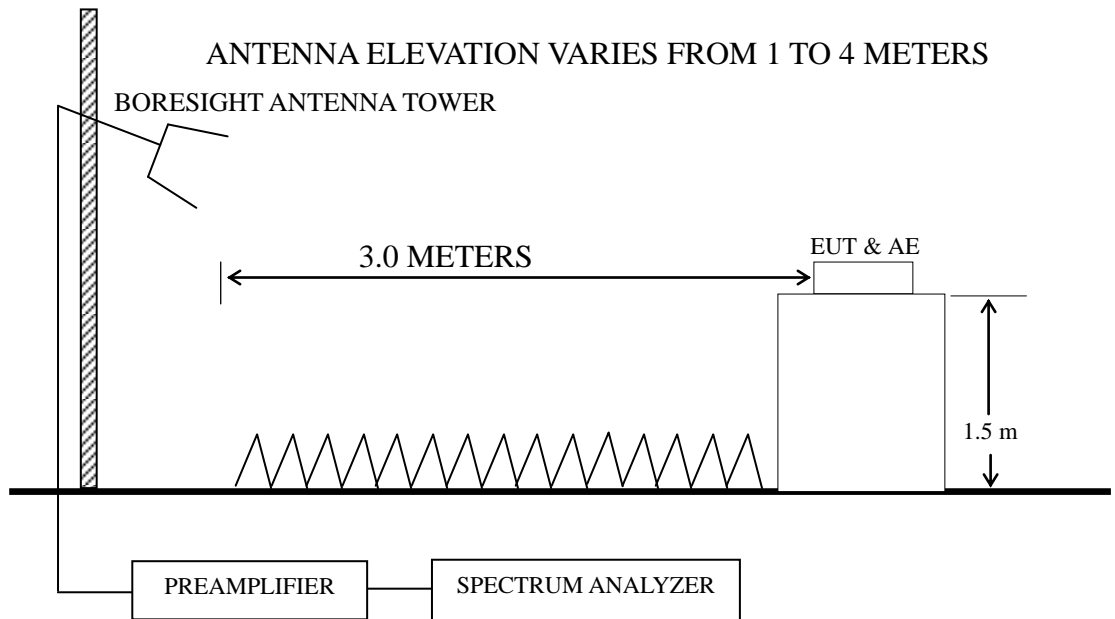 ANTENNA ELEVATION VARIES FROM 1 TO 4 METERS
BORESIGHT ANTENNA TOWER
3.0 METERS
EUT & AE
1.5 m
PREAMPLIFIER
SPECTRUM ANALYZER